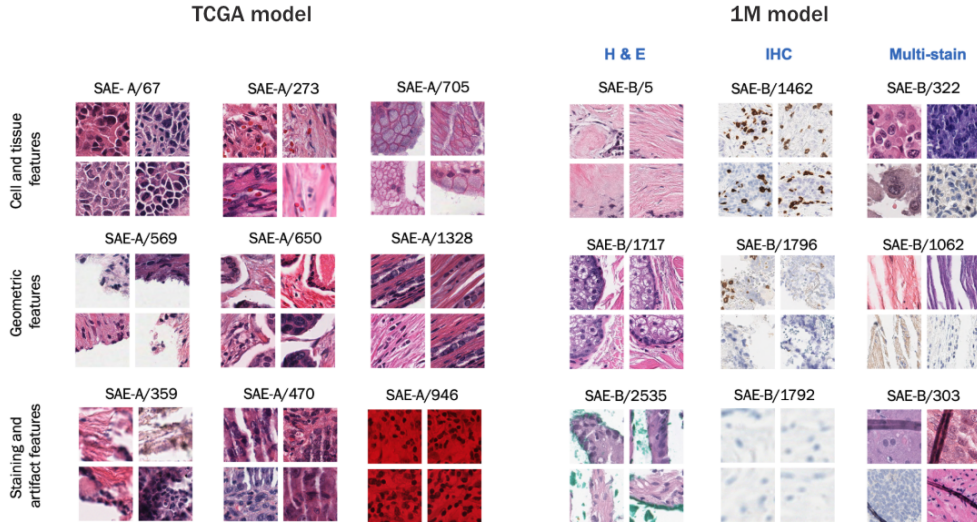 TCGA model
1M model
H & E
IHC
Multi-stain
Cell and tissue
features
SAE- A/67
SAE-A/273
SAE-A/705
SAE-B/5
SAE-B/1462
SAE-B/322
Geometric
features
SAE-A/569
SAE-A/650
SAE-A/1328
SAE-B/1717
SAE-B/1796
SAE-B/1062
Staining and
artifact features
SAE-A/359
SAE-A/470
SAE-A/946
SAE-B/2535
SAE-B/1792
SAE-B/303